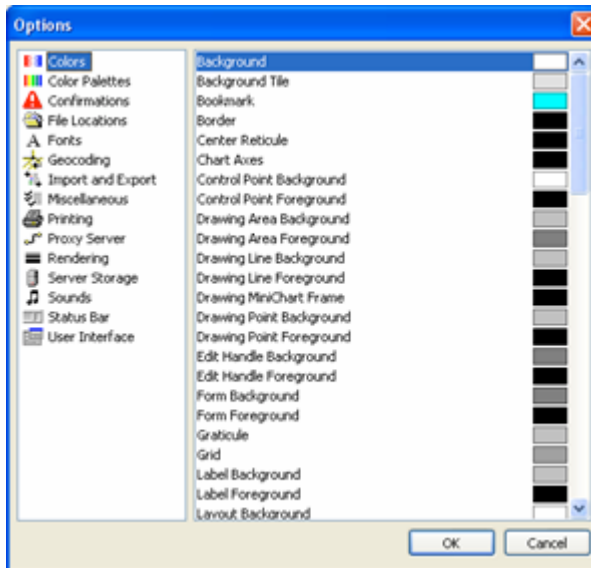 Options
Colors
Color Palettes
Confirmations
File Locations
Fonts
Geocoding
Import and Export
Miscellaneous
Printing
Proxy Server
Rendering
Server Storage
Sounds
Status Bar
User Interface
Background
Background Tile
Bookmark
Border
Center Reticule
Chart Axes
Control Point Background
Control Point Foreground
Drawing Area Background
Drawing Area Foreground
Drawing Line Background
Drawing Line Foreground
Drawing MiniChart Frame
Drawing Point Background
Drawing Point Foreground
Edit Handle Background
Edit Handle Foreground
Form Background
Form Foreground
Graticule
Grid
Label Background
Label Foreground
Layout Background
OK
Cancel